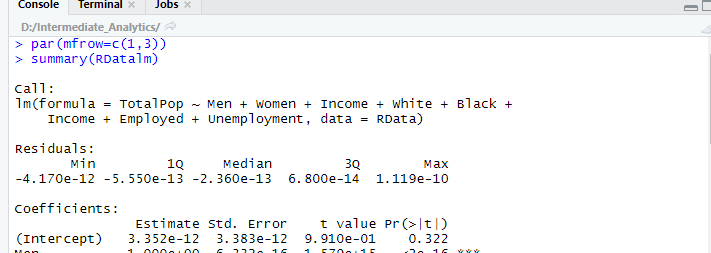 Console Terminal × Jobs ×
D:/Intermediate_Analytics/
> par(mfrow=c(1,3))
> summary(RDatalm)
Call:
lm(formula = TotalPop ~ Men + Women + Income + White + Black +
Income + Employed + Unemployment, data = RData)
Residuals:
Min 1Q Median 3Q Max
-4.170e-12 -5.550e-13 -2.360e-13 6.800e-14 1.119e-10
Coefficients:
Estimate Std. Error t value Pr(>|t|)
(Intercept) 3.352e-12 3.383e-12 9.910e-01 0.322